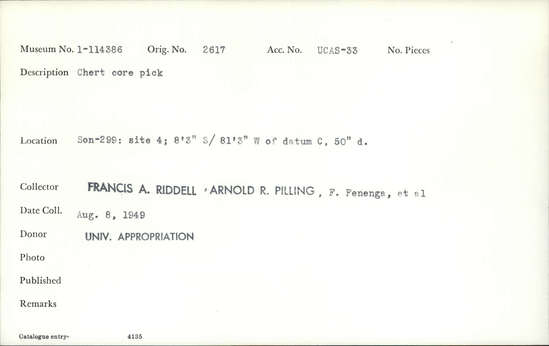 Museum No. 1-114386 Orig. No. 2617 Acc. No. UCAS-33 No. Pieces
Description Chert core pick
Location Son-299: site 4; 8'3" S/ 81'3" W of datum C, 50" d.
Collector FRANCIS A. RIDDELL , ARNOLD R. PILLING , F. Fenenga, et al
Date Coll. Aug. 8, 1949
Donor UNIV. APPROPRIATION
Photo
Published
Remarks
Catalogue entry- 4135